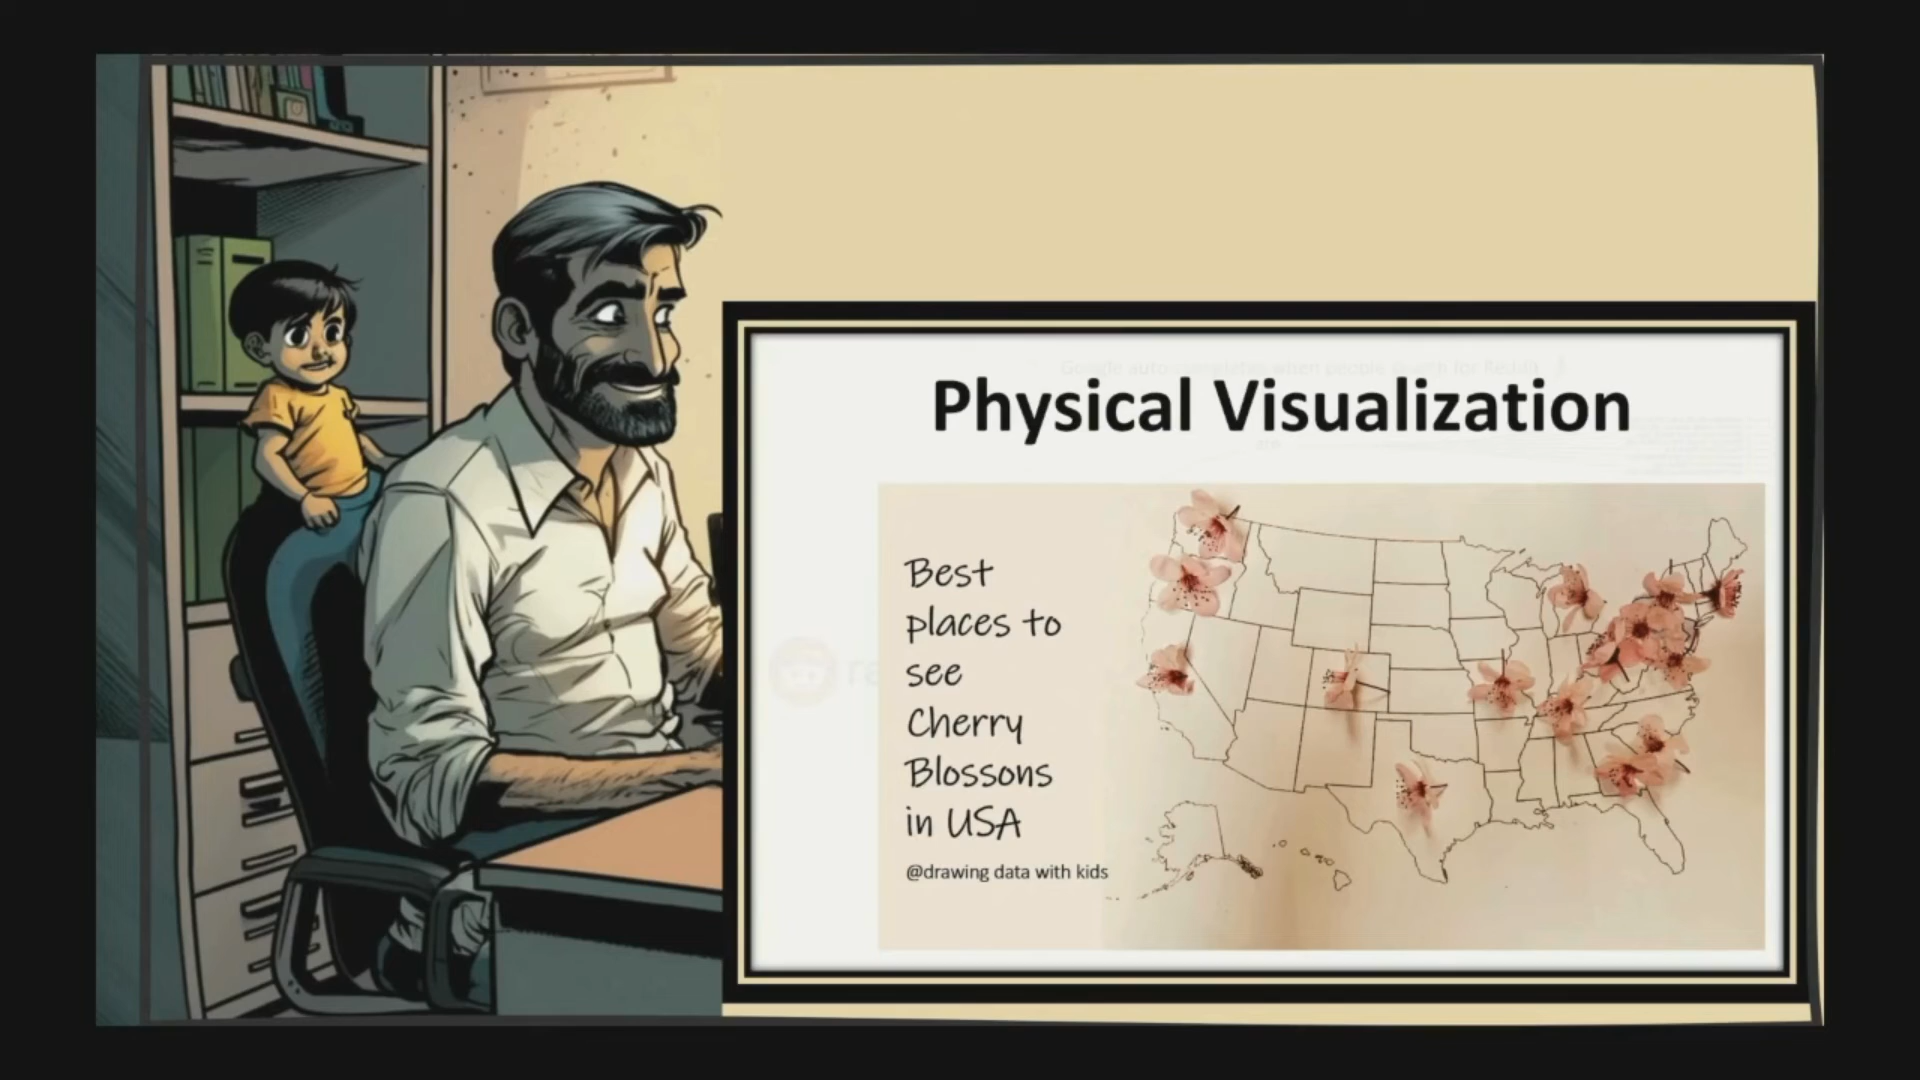 Physical Visualization
Best
places to
see
Cherry
Blossons
in USA
@drawing data with kids